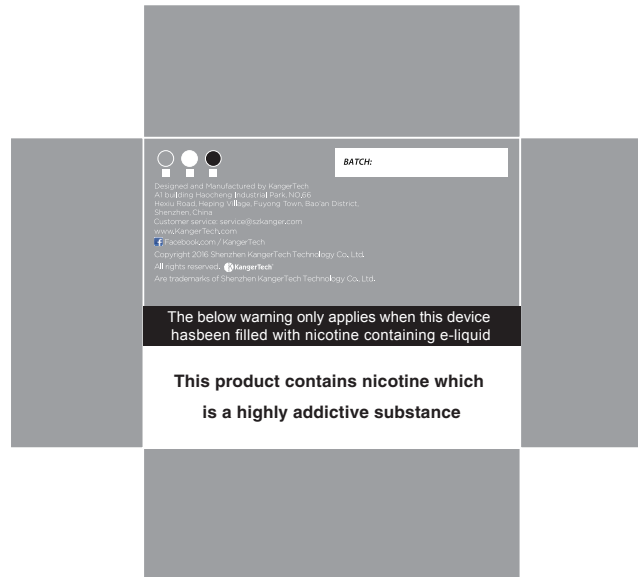 BATCH:
Designed and Manufactured by KangerTech
A1 building Haocheng Industrial Park, NO,66
Hexiu Road, Heping Village, Fuyong Town, Bao'an District,
Shenzhen, China
Customer service: service@szkanger.com
www.KangerTech.com
Facebook.com / KangerTech
Copyright 2016 Shenzhen KangerTech Technology Co., Ltd.
All rights reserved. KangerTech®
Are trademarks of Shenzhen KangerTech Technology Co., Ltd.
The below warning only applies when this device
hasbeen filled with nicotine containing e-liquid
This product contains nicotine which
is a highly addictive substance